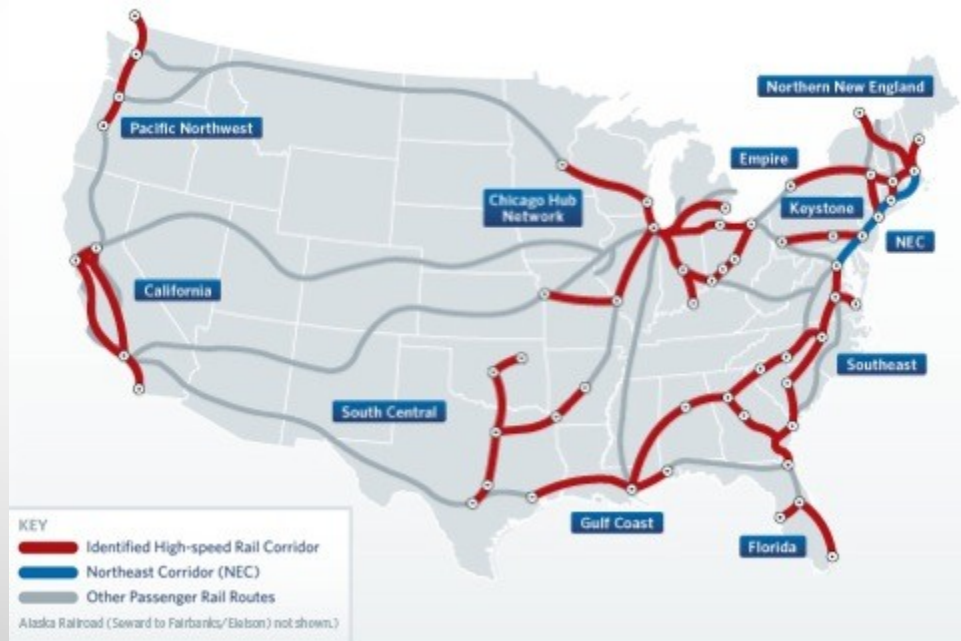 Northern New England
Pacific Northwest
Empire
Chicago Hub
Network
Keystone
NEC
California
Southeast
South Central
Gulf Coast
Florida
KEY
Identified High-speed Rail Corridor
Northeast Corridor (NEC)
Other Passenger Rail Routes
Alaska Railroad (Seward to Fairbanks/Eielson) not shown.)